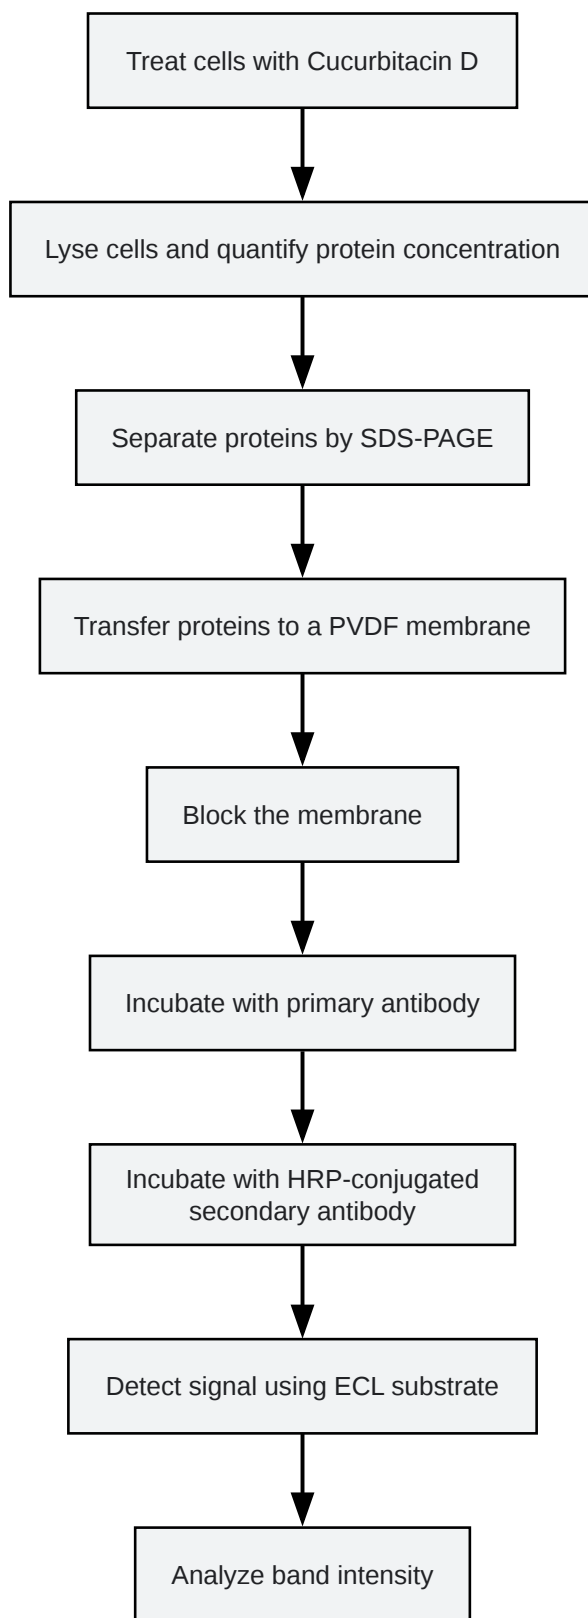 Treat cells with Cucurbitacin D
Lyse cells and quantify protein concentration
Separate proteins by SDS-PAGE
Transfer proteins to a PVDF membrane
Block the membrane
Incubate with primary antibody
Incubate with HRP-conjugated
secondary antibody
Detect signal using ECL substrate
Analyze band intensity